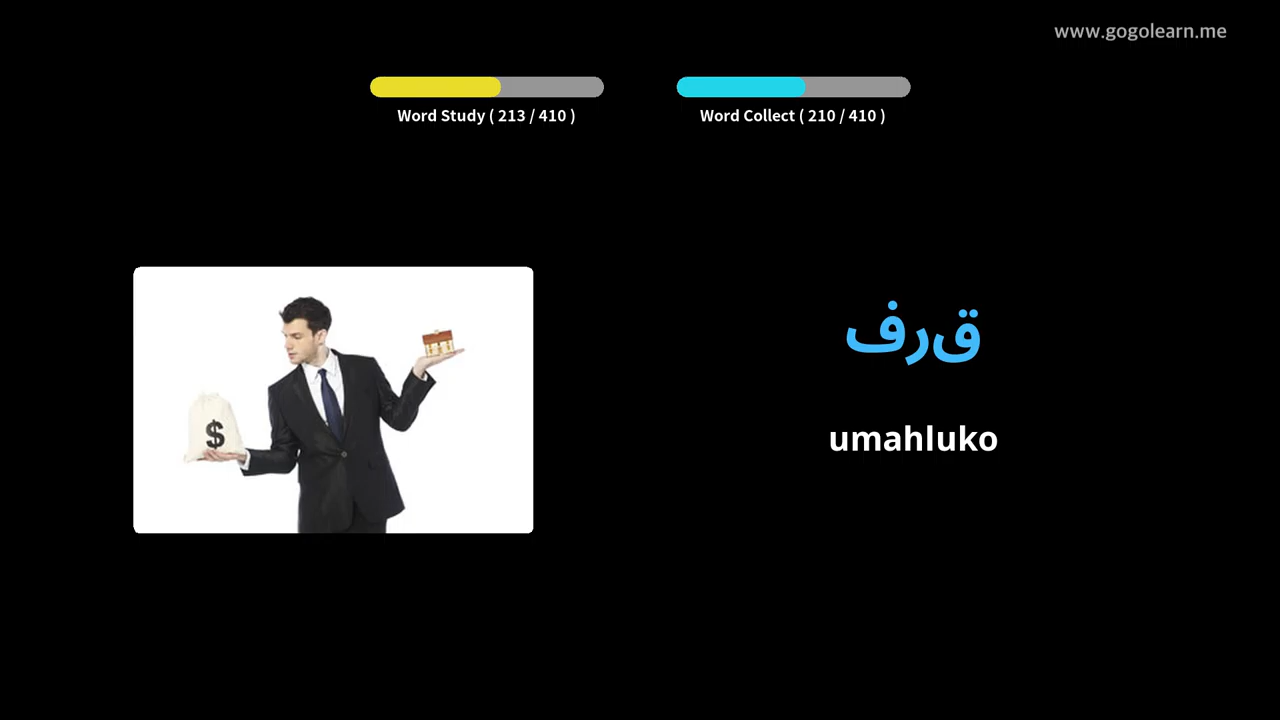 www.gogolearn.me
Word Study ( 213 / 410 )
Word Collect ( 210 / 410 )
قرف
umahluko
$